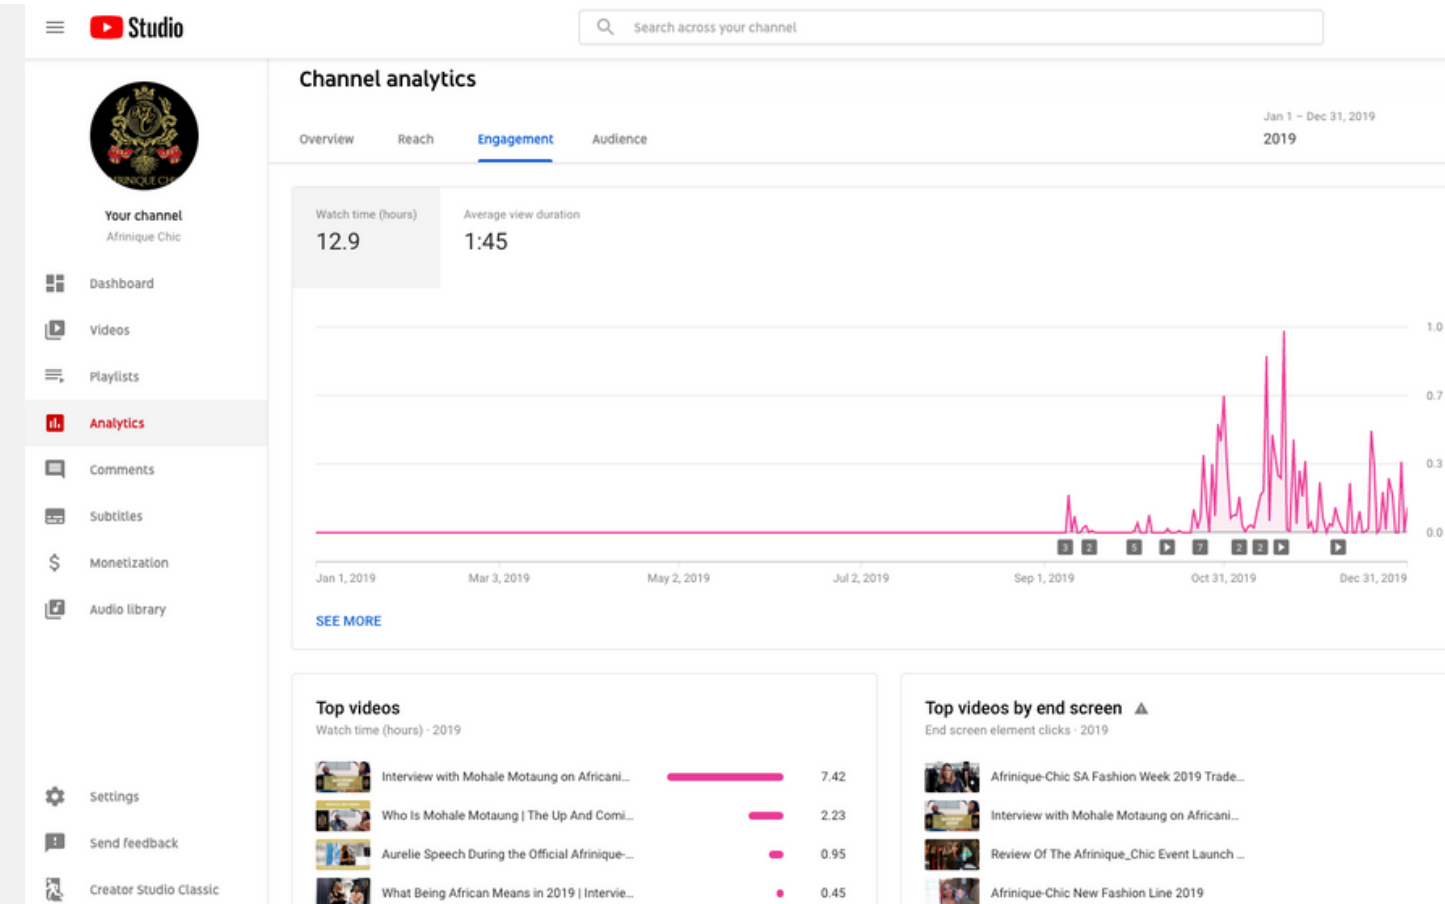 Studio
Search across your channel
Channel analytics
Overview
Reach
Engagement
Audience
Jan 1 – Dec 31, 2019
2019
AFRINIQUE CHIC
Your channel
Afrinique Chic
Dashboard
Videos
Playlists
Analytics
Comments
Subtitles
Monetization
Audio library
Settings
Send feedback
Creator Studio Classic
Watch time (hours)
12.9
Average view duration
1:45
1.0
0.7
0.3
0.0
3
2
5
7
2
2
Jan 1, 2019
Mar 3, 2019
May 2, 2019
Jul 2, 2019
Sep 1, 2019
Oct 31, 2019
Dec 31, 2019
SEE MORE
Top videos
Watch time (hours) · 2019
Interview with Mohale Motaung on Africani...
7.42
Who Is Mohale Motaung | The Up And Comi...
2.23
Aurelie Speech During the Official Afrinique-...
0.95
What Being African Means in 2019 | Intervie...
0.45
Top videos by end screen
End screen element clicks · 2019
Afrinique-Chic SA Fashion Week 2019 Trade...
Interview with Mohale Motaung on Africani...
Review Of The Afrinique_Chic Event Launch ...
Afrinique-Chic New Fashion Line 2019